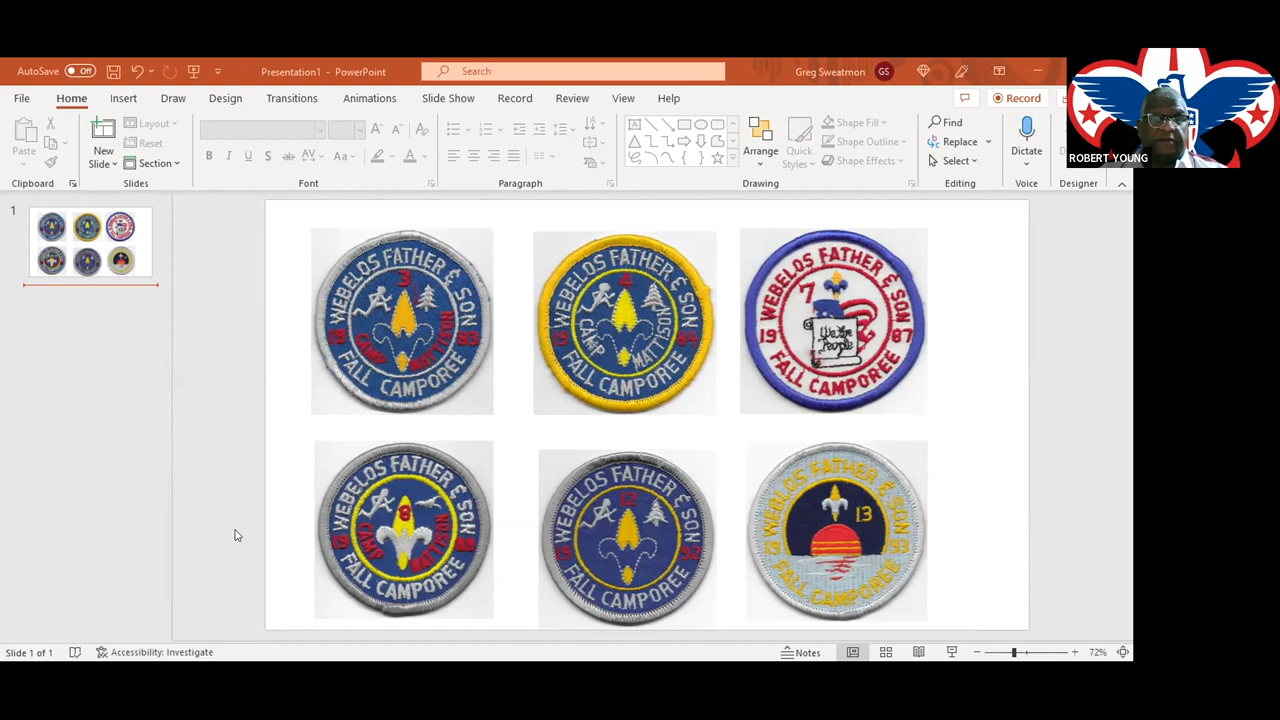 AutoSave Off Presentation1 - PowerPoint Search Greg Sweatmon GS
File Home Insert Draw Design Transitions Animations Slide Show Record Review View Help Record
Paste New Slide Layout Reset Section
B I U S ab AV Aa A
Arrange Quick Styles Shape Fill Shape Outline Shape Effects
Find Replace Select Dictate
Clipboard Slides Font Paragraph Drawing Editing Voice Designer
ROBERT YOUNG
1
WEBELOS FATHER & SON
3
CAMP MATTISON
19 83
FALL CAMPOREE
WEBELOS FATHER & SON
4
CAMP MATTISON
84
FALL CAMPOREE
WEBELOS FATHER & SON
7
We the People
19 87
FALL CAMPOREE
WEBELOS FATHER & SON
8
CAMP MATTISON
19
FALL CAMPOREE
WEBELOS FATHER & SON
12
19 92
FALL CAMPOREE
WEBLOS FATHER & SON
13
19 93
FALL CAMPOREE
Slide 1 of 1 Accessibility: Investigate Notes 72%